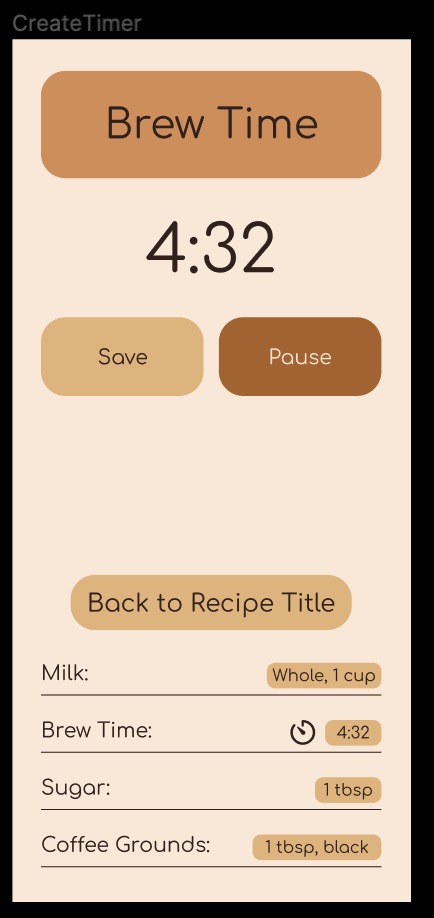 CreateTimer
Brew Time
4:32
Save Pause
Back to Recipe Title
Milk: Whole, 1 cup
Brew Time: 4:32
Sugar: 1 tbsp
Coffee Grounds: 1 tbsp, black